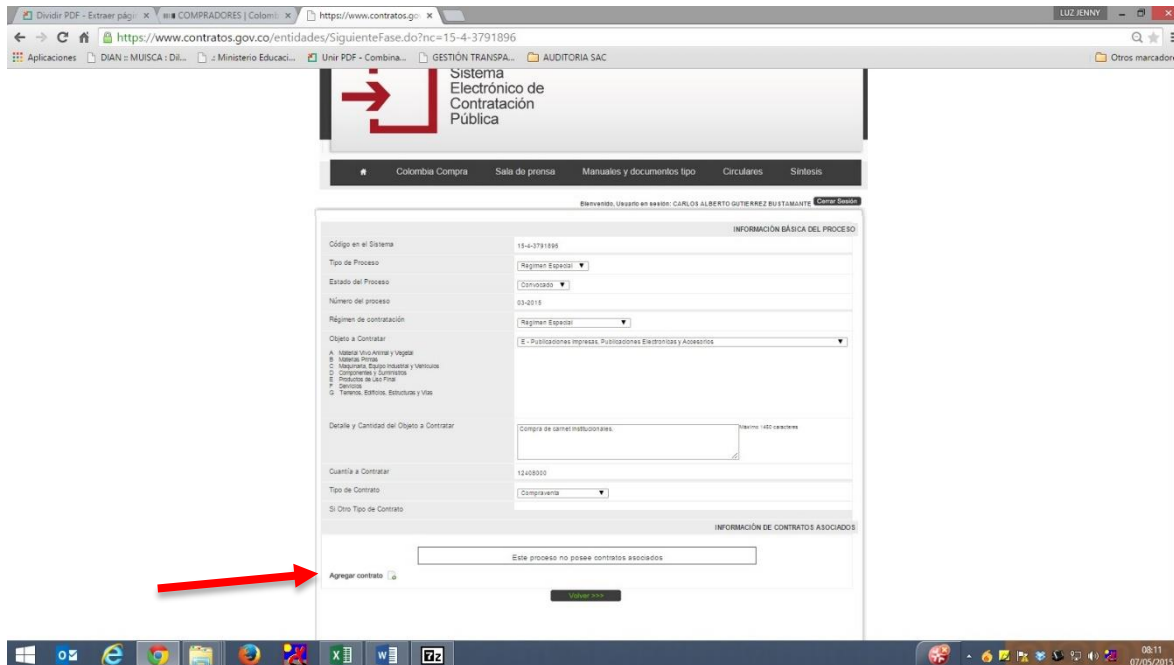 Dividir PDF - Extraer págir
COMPRADORES | Colomb
https://www.contratos.go
LUZ JENNY
https://www.contratos.gov.co/entidades/SiguienteFase.do?nc=15-4-3791896
Aplicaciones
DIAN :: MUISCA : Dil...
.: Ministerio Educaci...
Unir PDF - Combina...
GESTIÓN TRANSPA...
AUDITORIA SAC
Otros marcadore
Sistema
Electrónico de
Contratación
Pública
Colombia Compra
Sala de prensa
Manuales y documentos tipo
Circulares
Síntesis
Bienvenido, Usuario en sesión: CARLOS ALBERTO GUTIERREZ BUSTAMANTE
Cerrar Sesión
INFORMACIÓN BÁSICA DEL PROCESO
Código en el Sistema
15-4-3791896
Tipo de Proceso
Régimen Especial
Estado del Proceso
Convocado
Número del proceso
03-2015
Régimen de contratación
Régimen Especial
Objeto a Contratar
E - Publicaciones Impresas, Publicaciones Electronicas y Accesorios
A Material Vivo Animal y Vegetal
B Materias Primas
C Maquinaria, Equipo Industrial y Vehículos
D Componentes y Suministros
E Productos de Uso Final
F Servicios
G Terrenos, Edificios, Estructuras y Vías
Detalle y Cantidad del Objeto a Contratar
Compra de carnet institucionales.
Máximo 1450 caracteres
Cuantía a Contratar
12406000
Tipo de Contrato
Compraventa
Si Otro Tipo de Contrato
INFORMACIÓN DE CONTRATOS ASOCIADOS
Este proceso no posee contratos asociados
Agregar contrato
Volver >>>
08:11
07/05/2015